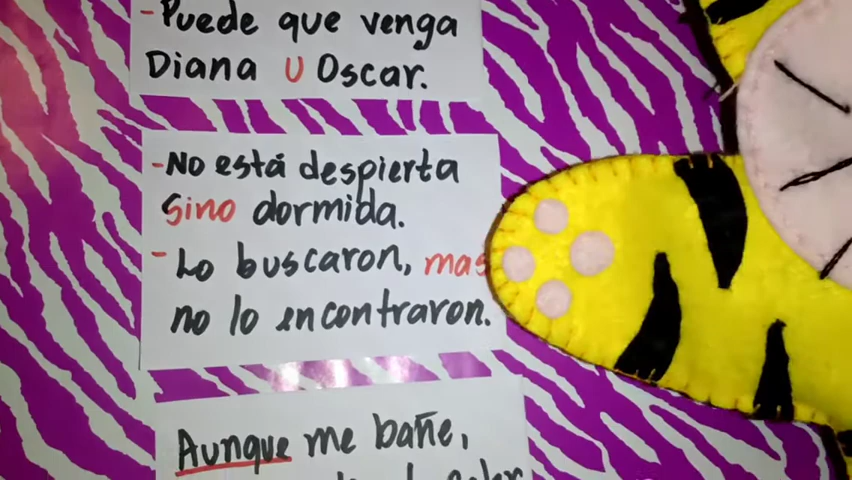 -Puede que venga
Diana U Oscar.
-No está despierta
Sino dormida.
-Lo buscaron, mas
no lo encontraron.
Aunque me bañe,